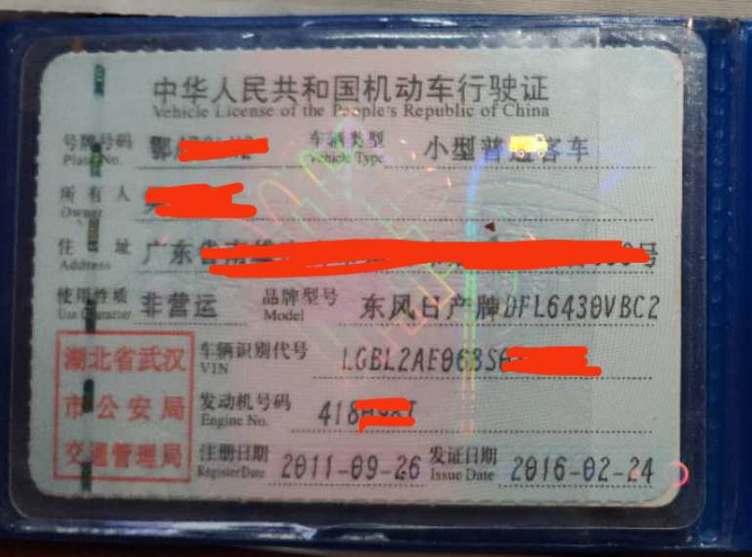 中华人民共和国机动车行驶证
Vehicle License of the People's Republic of China
号牌号码 鄂 车辆类型 小型普通客车
Plate No. Vehicle Type
所有人
Owner
住址 广东省南 号
Address
使用性质 非营运 品牌型号 东风日产牌DFL6430VBC2
Use Character Model
湖北省武汉 车辆识别代号 LGBL2AE06BS0
VIN
市公安局 发动机号码 418
Engine No.
交通管理局 注册日期 2011-09-26 发证日期 2016-02-24
Register Date Issue Date